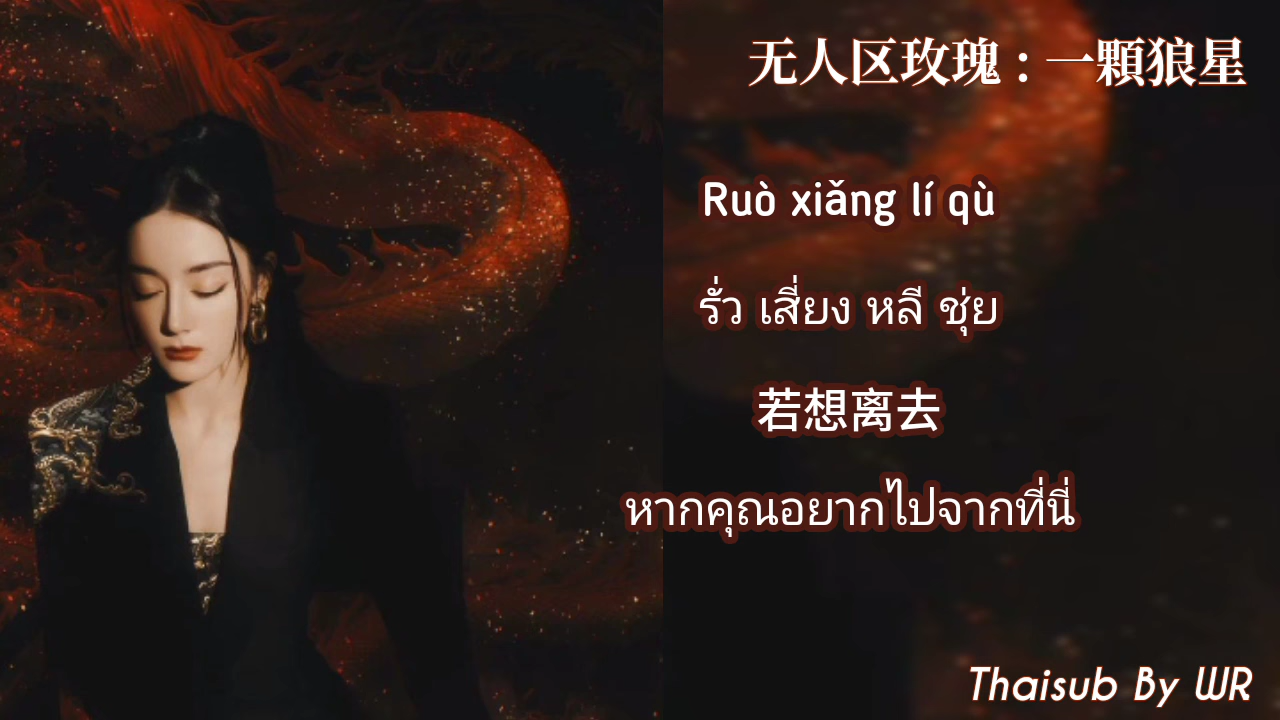 无人区玫瑰 : 一顆狼星
Ruò xiǎng lí qù
รั่ว เสี่ยง หลี ชุ่ย
若想离去
หากคุณอยากไปจากที่นี่
Thaisub By WR